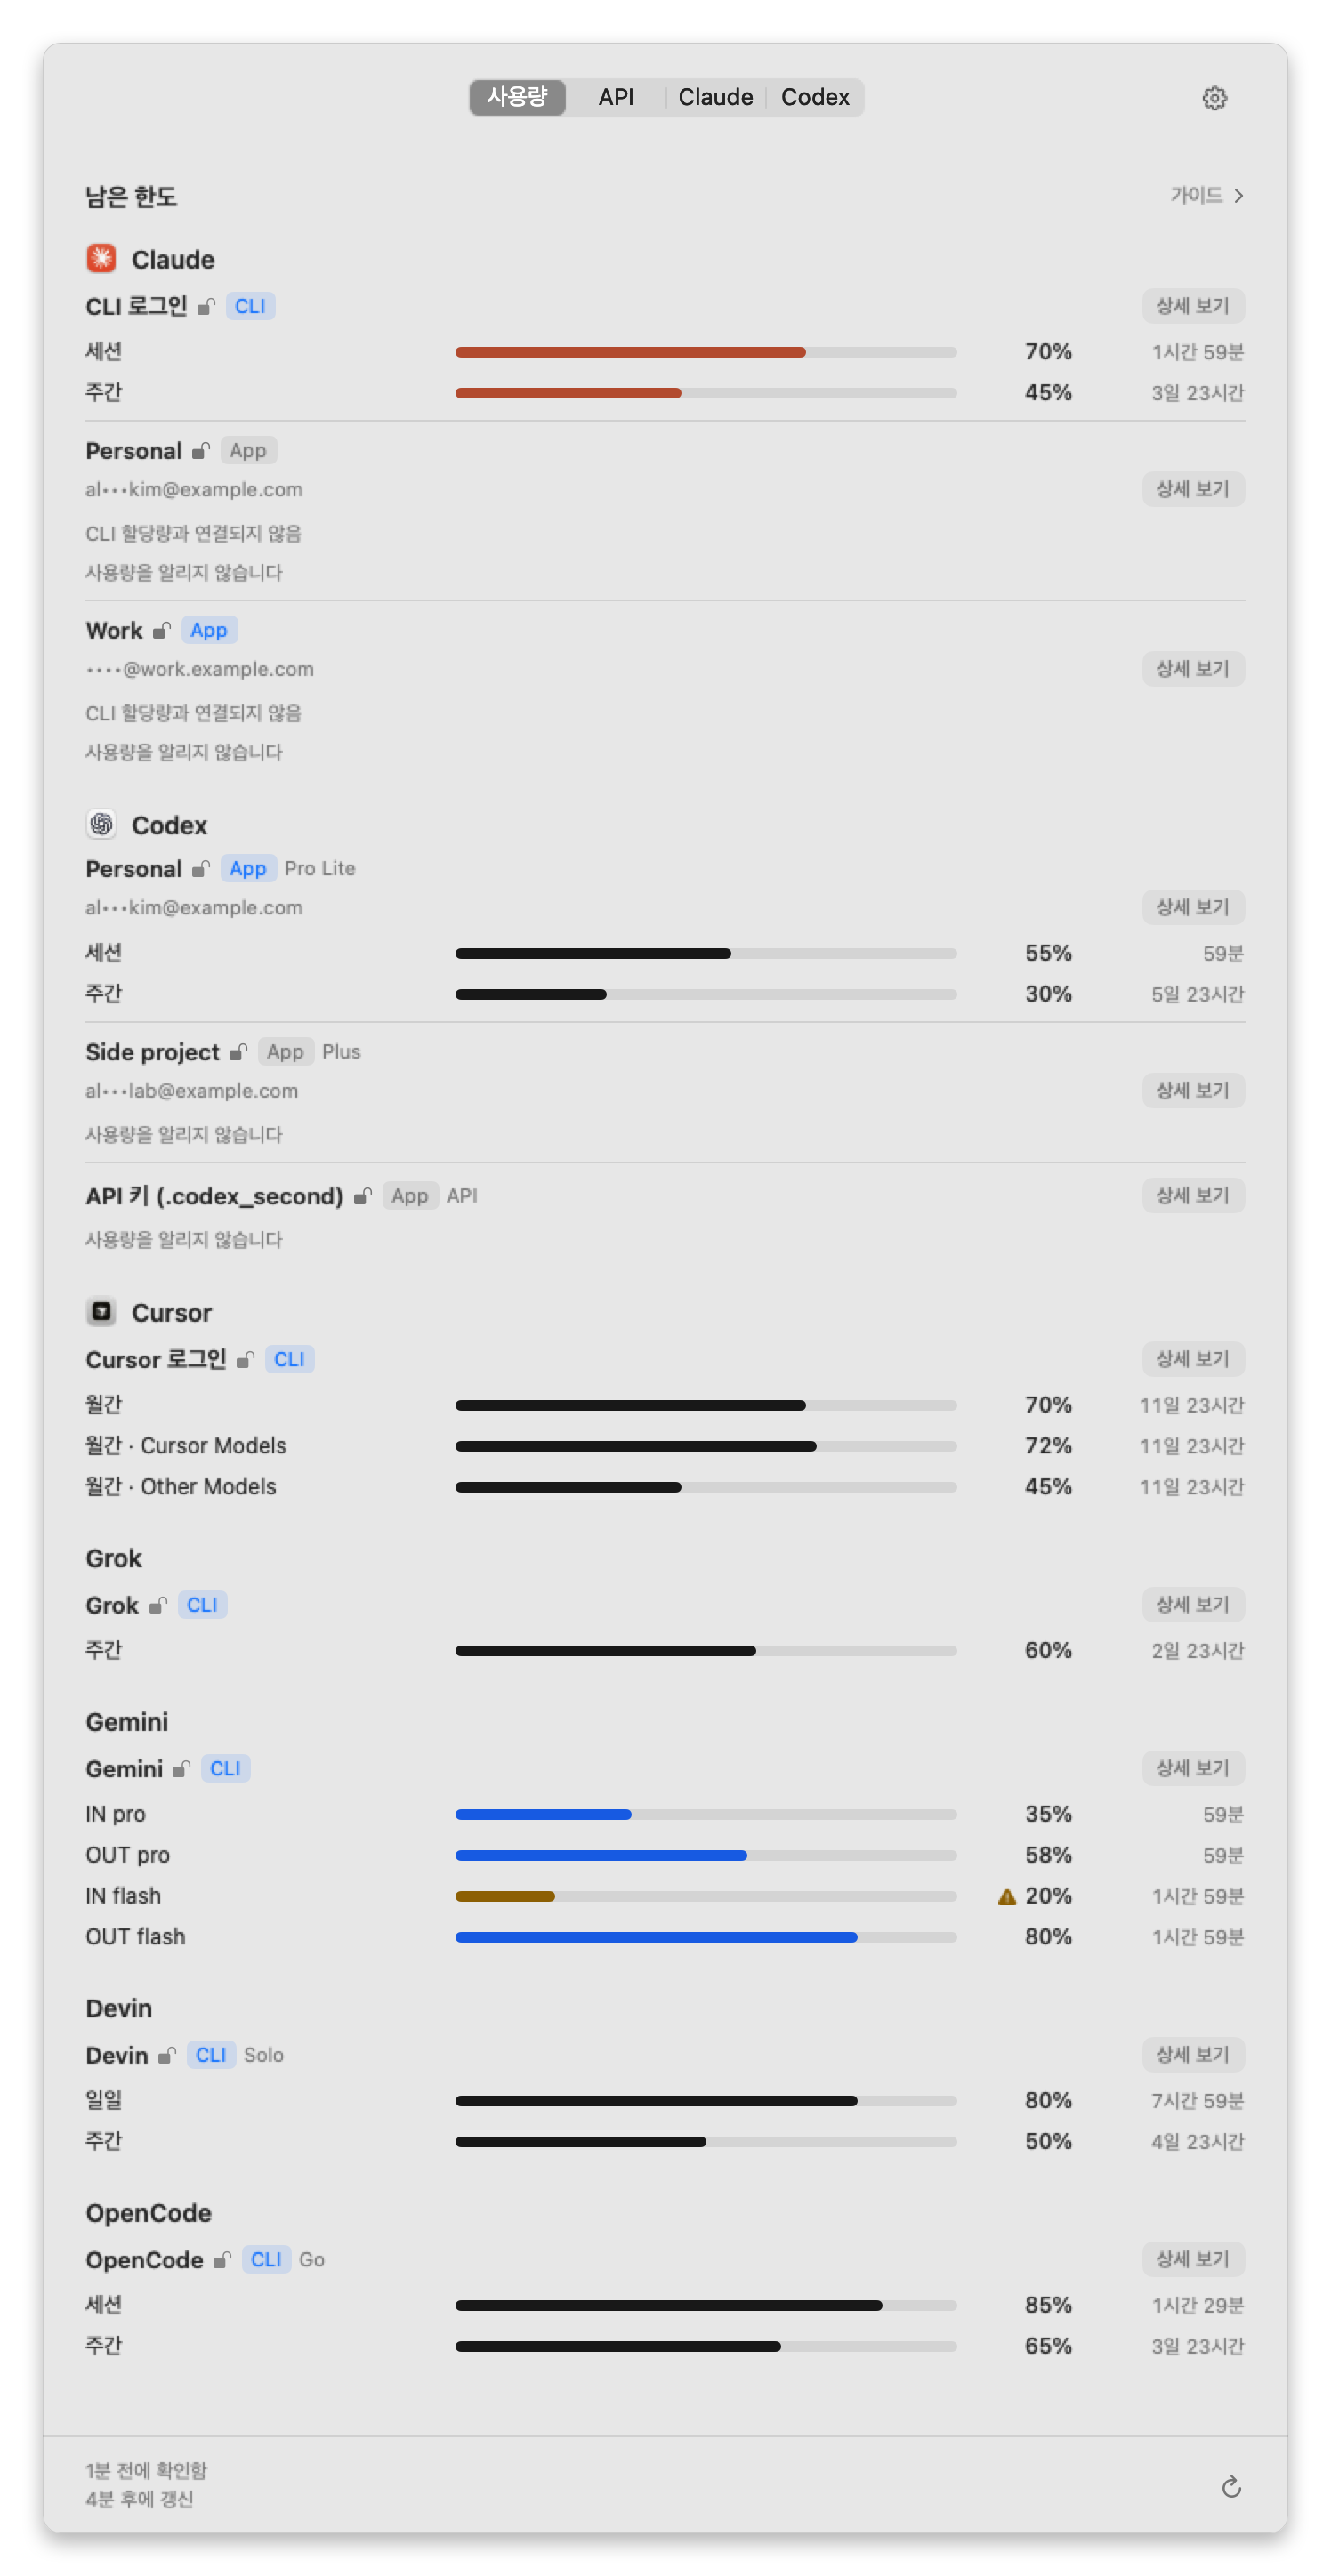 사용량 API Claude Codex
남은 한도 가이드
Claude
CLI 로그인 CLI 상세 보기
세션 70% 1시간 59분
주간 45% 3일 23시간
Personal App
al•••kim@example.com 상세 보기
CLI 할당량과 연결되지 않음
사용량을 알리지 않습니다
Work App
••••@work.example.com 상세 보기
CLI 할당량과 연결되지 않음
사용량을 알리지 않습니다
Codex
Personal App Pro Lite
al•••kim@example.com 상세 보기
세션 55% 59분
주간 30% 5일 23시간
Side project App Plus
al•••lab@example.com 상세 보기
사용량을 알리지 않습니다
API 키 (.codex_second) App API 상세 보기
사용량을 알리지 않습니다
Cursor
Cursor 로그인 CLI 상세 보기
월간 70% 11일 23시간
월간 · Cursor Models 72% 11일 23시간
월간 · Other Models 45% 11일 23시간
Grok
Grok CLI 상세 보기
주간 60% 2일 23시간
Gemini
Gemini CLI 상세 보기
IN pro 35% 59분
OUT pro 58% 59분
IN flash 20% 1시간 59분
OUT flash 80% 1시간 59분
Devin
Devin CLI Solo 상세 보기
일일 80% 7시간 59분
주간 50% 4일 23시간
OpenCode
OpenCode CLI Go 상세 보기
세션 85% 1시간 29분
주간 65% 3일 23시간
1분 전에 확인함
4분 후에 갱신